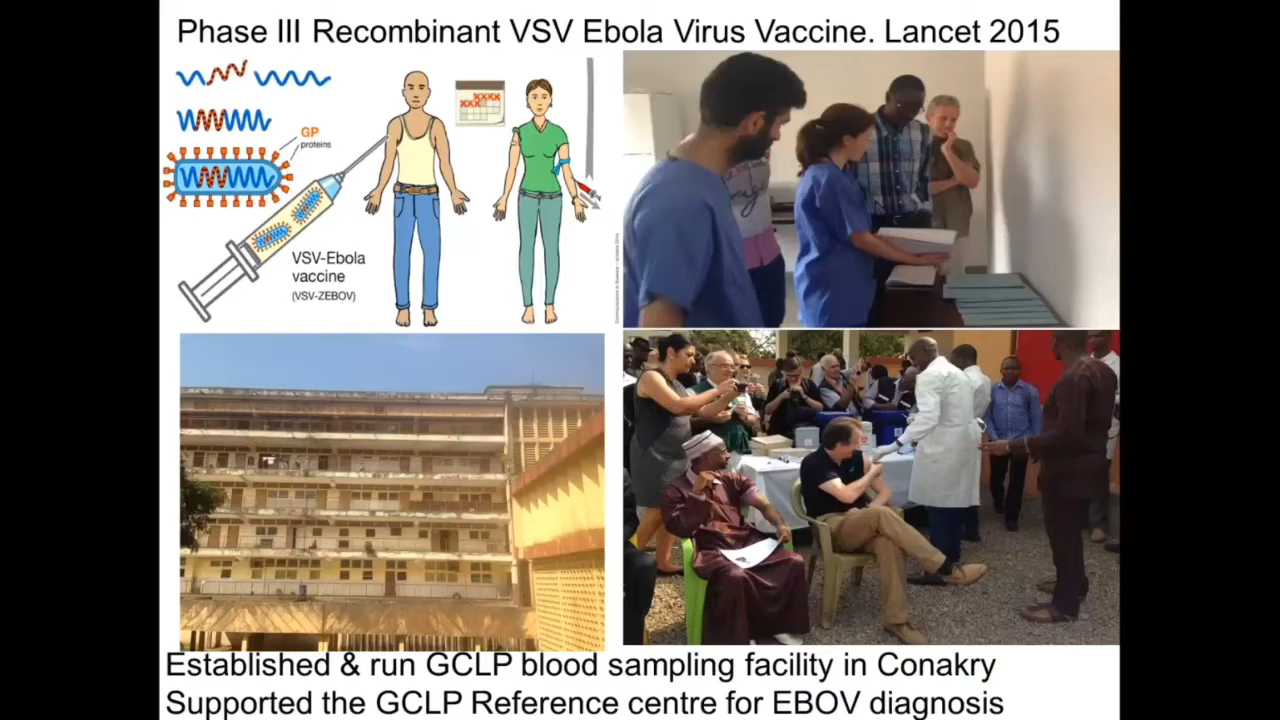 Phase III Recombinant VSV Ebola Virus Vaccine. Lancet 2015
GP
proteins
VSV-Ebola
vaccine
(VSV-ZEBOV)
Established & run GCLP blood sampling facility in Conakry
Supported the GCLP Reference centre for EBOV diagnosis